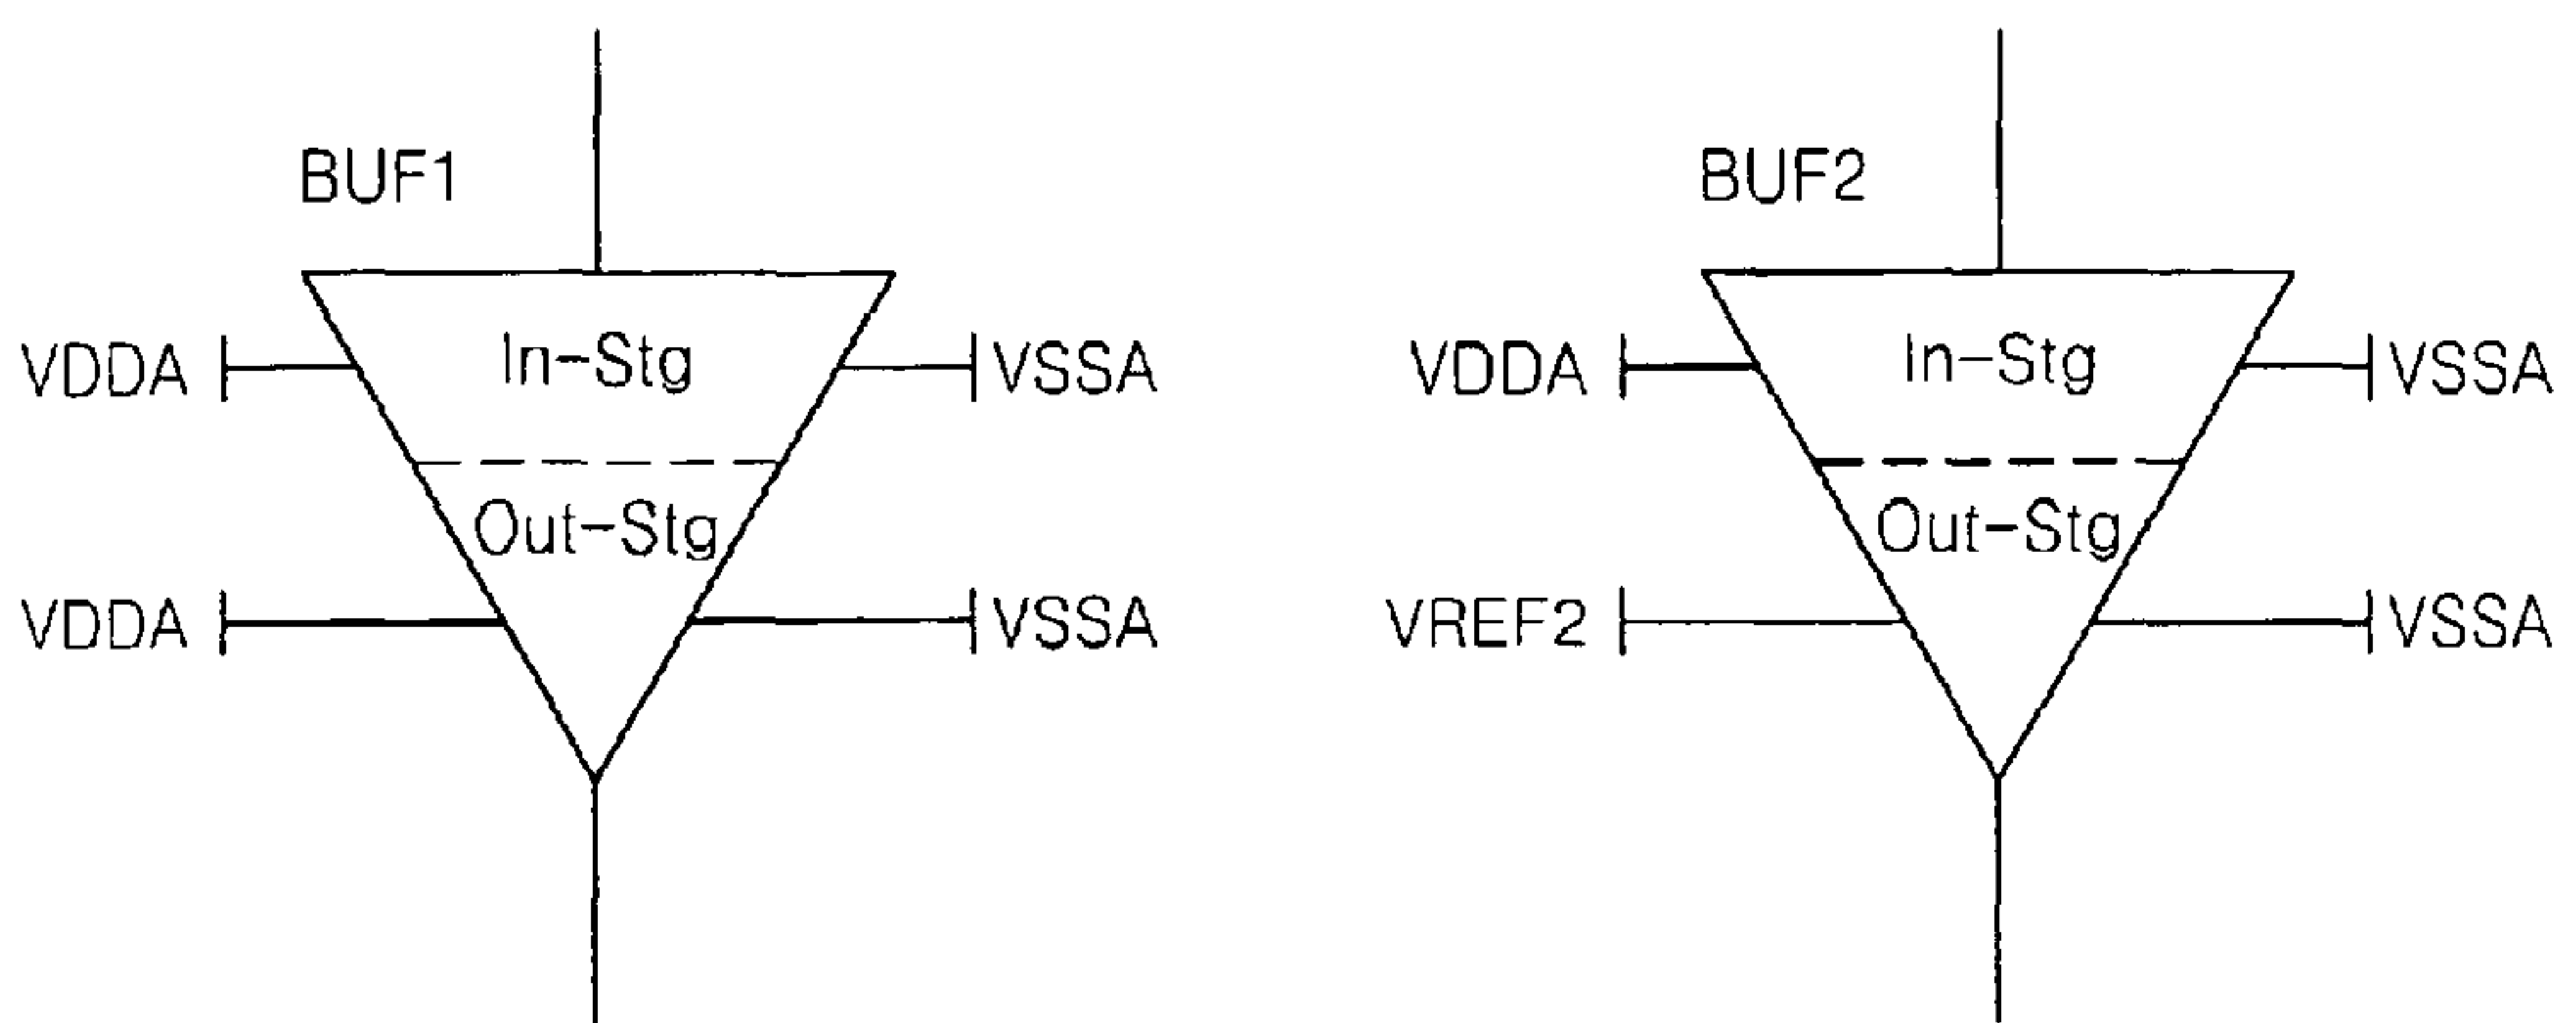 BUF1
BUF2
VDDA
In-Stg
VSSA
VDDA
In-Stg
VSSA
Out-Stg
Out-Stg
VDDA
VSSA
VREF2
VSSA